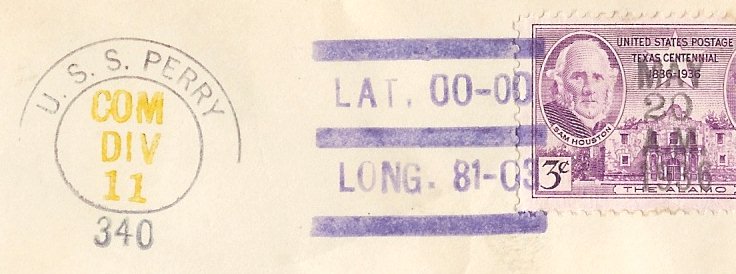 U. S. S. PERRY
COM
DIV
11
340
LAT. 00-00
LONG. 81-03
UNITED STATES POSTAGE
TEXAS CENTENNIAL
1836-1936
SAM HOUSTON
3¢
THE ALAMO
MAY
20
A.M.
1936